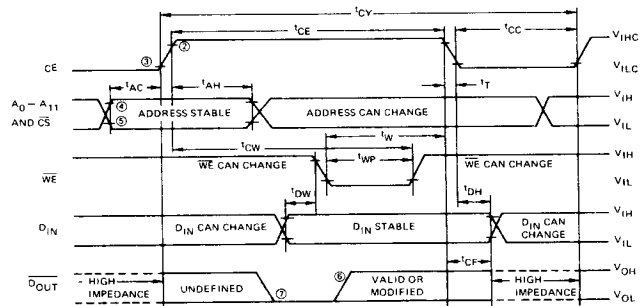 tCY
tCE
tCC
VIHC
③
②
CE
VILC
tAC
tAH
tT
A0 – A11
AND CS
④
⑤
ADDRESS STABLE
ADDRESS CAN CHANGE
VIH
VIL
tW
tCW
WE
WE CAN CHANGE
tWP
WE CAN CHANGE
VIH
VIL
tDW
tDH
DIN
DIN CAN CHANGE
DIN STABLE
DIN CAN
CHANGE
VIH
VIL
tCF
DOUT
HIGH
IMPEDANCE
UNDEFINED
⑦
⑥
VALID OR
MODIFIED
HIGH
IMPEDANCE
VOH
VOL